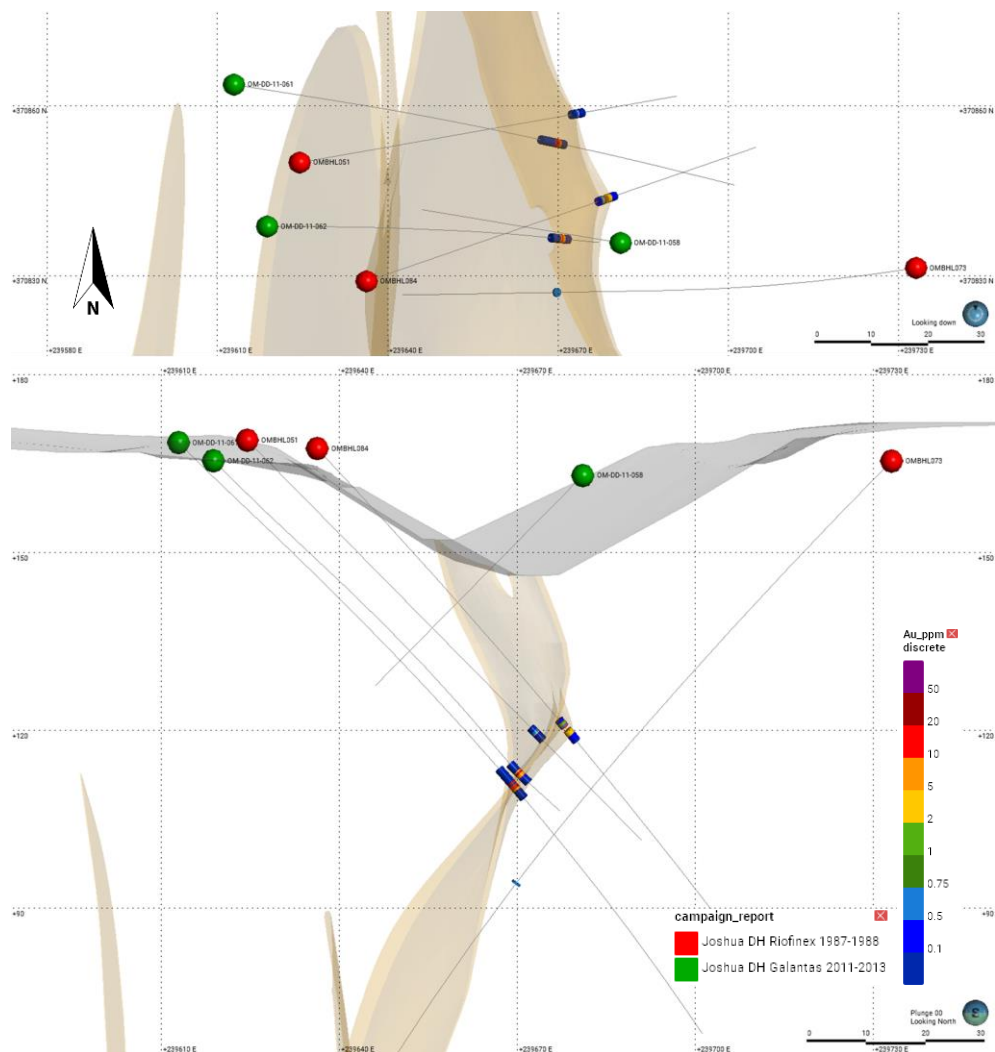 OM-DD-11-061
+370860 N
+370860 N
OMBHL051
OM-DD-11-062
OM-DD-11-058
OMBHL084
OMBHL073
+370830 N
+370830 N
N
Looking down
0 10 20 30
+239580 E
+239610 E
+239640 E
+239670 E
+239700 E
+239730 E
+239610 E
+239640 E
+239670 E
+239700 E
+239730 E
+180
+180
OM-DD-11-061
OMBHL051
OMBHL084
OM-DD-11-062
OM-DD-11-058
OMBHL073
+150
+150
Au_ppm
discrete
50
20
10
5
2
1
0.75
0.5
0.1
+120
+120
+90
+90
campaign_report
Joshua DH Riofinex 1987-1988
Joshua DH Galantas 2011-2013
Plunge 00
Looking North
0 10 20 30
+239610 E
+239640 E
+239670 E
+239700 E
+239730 E